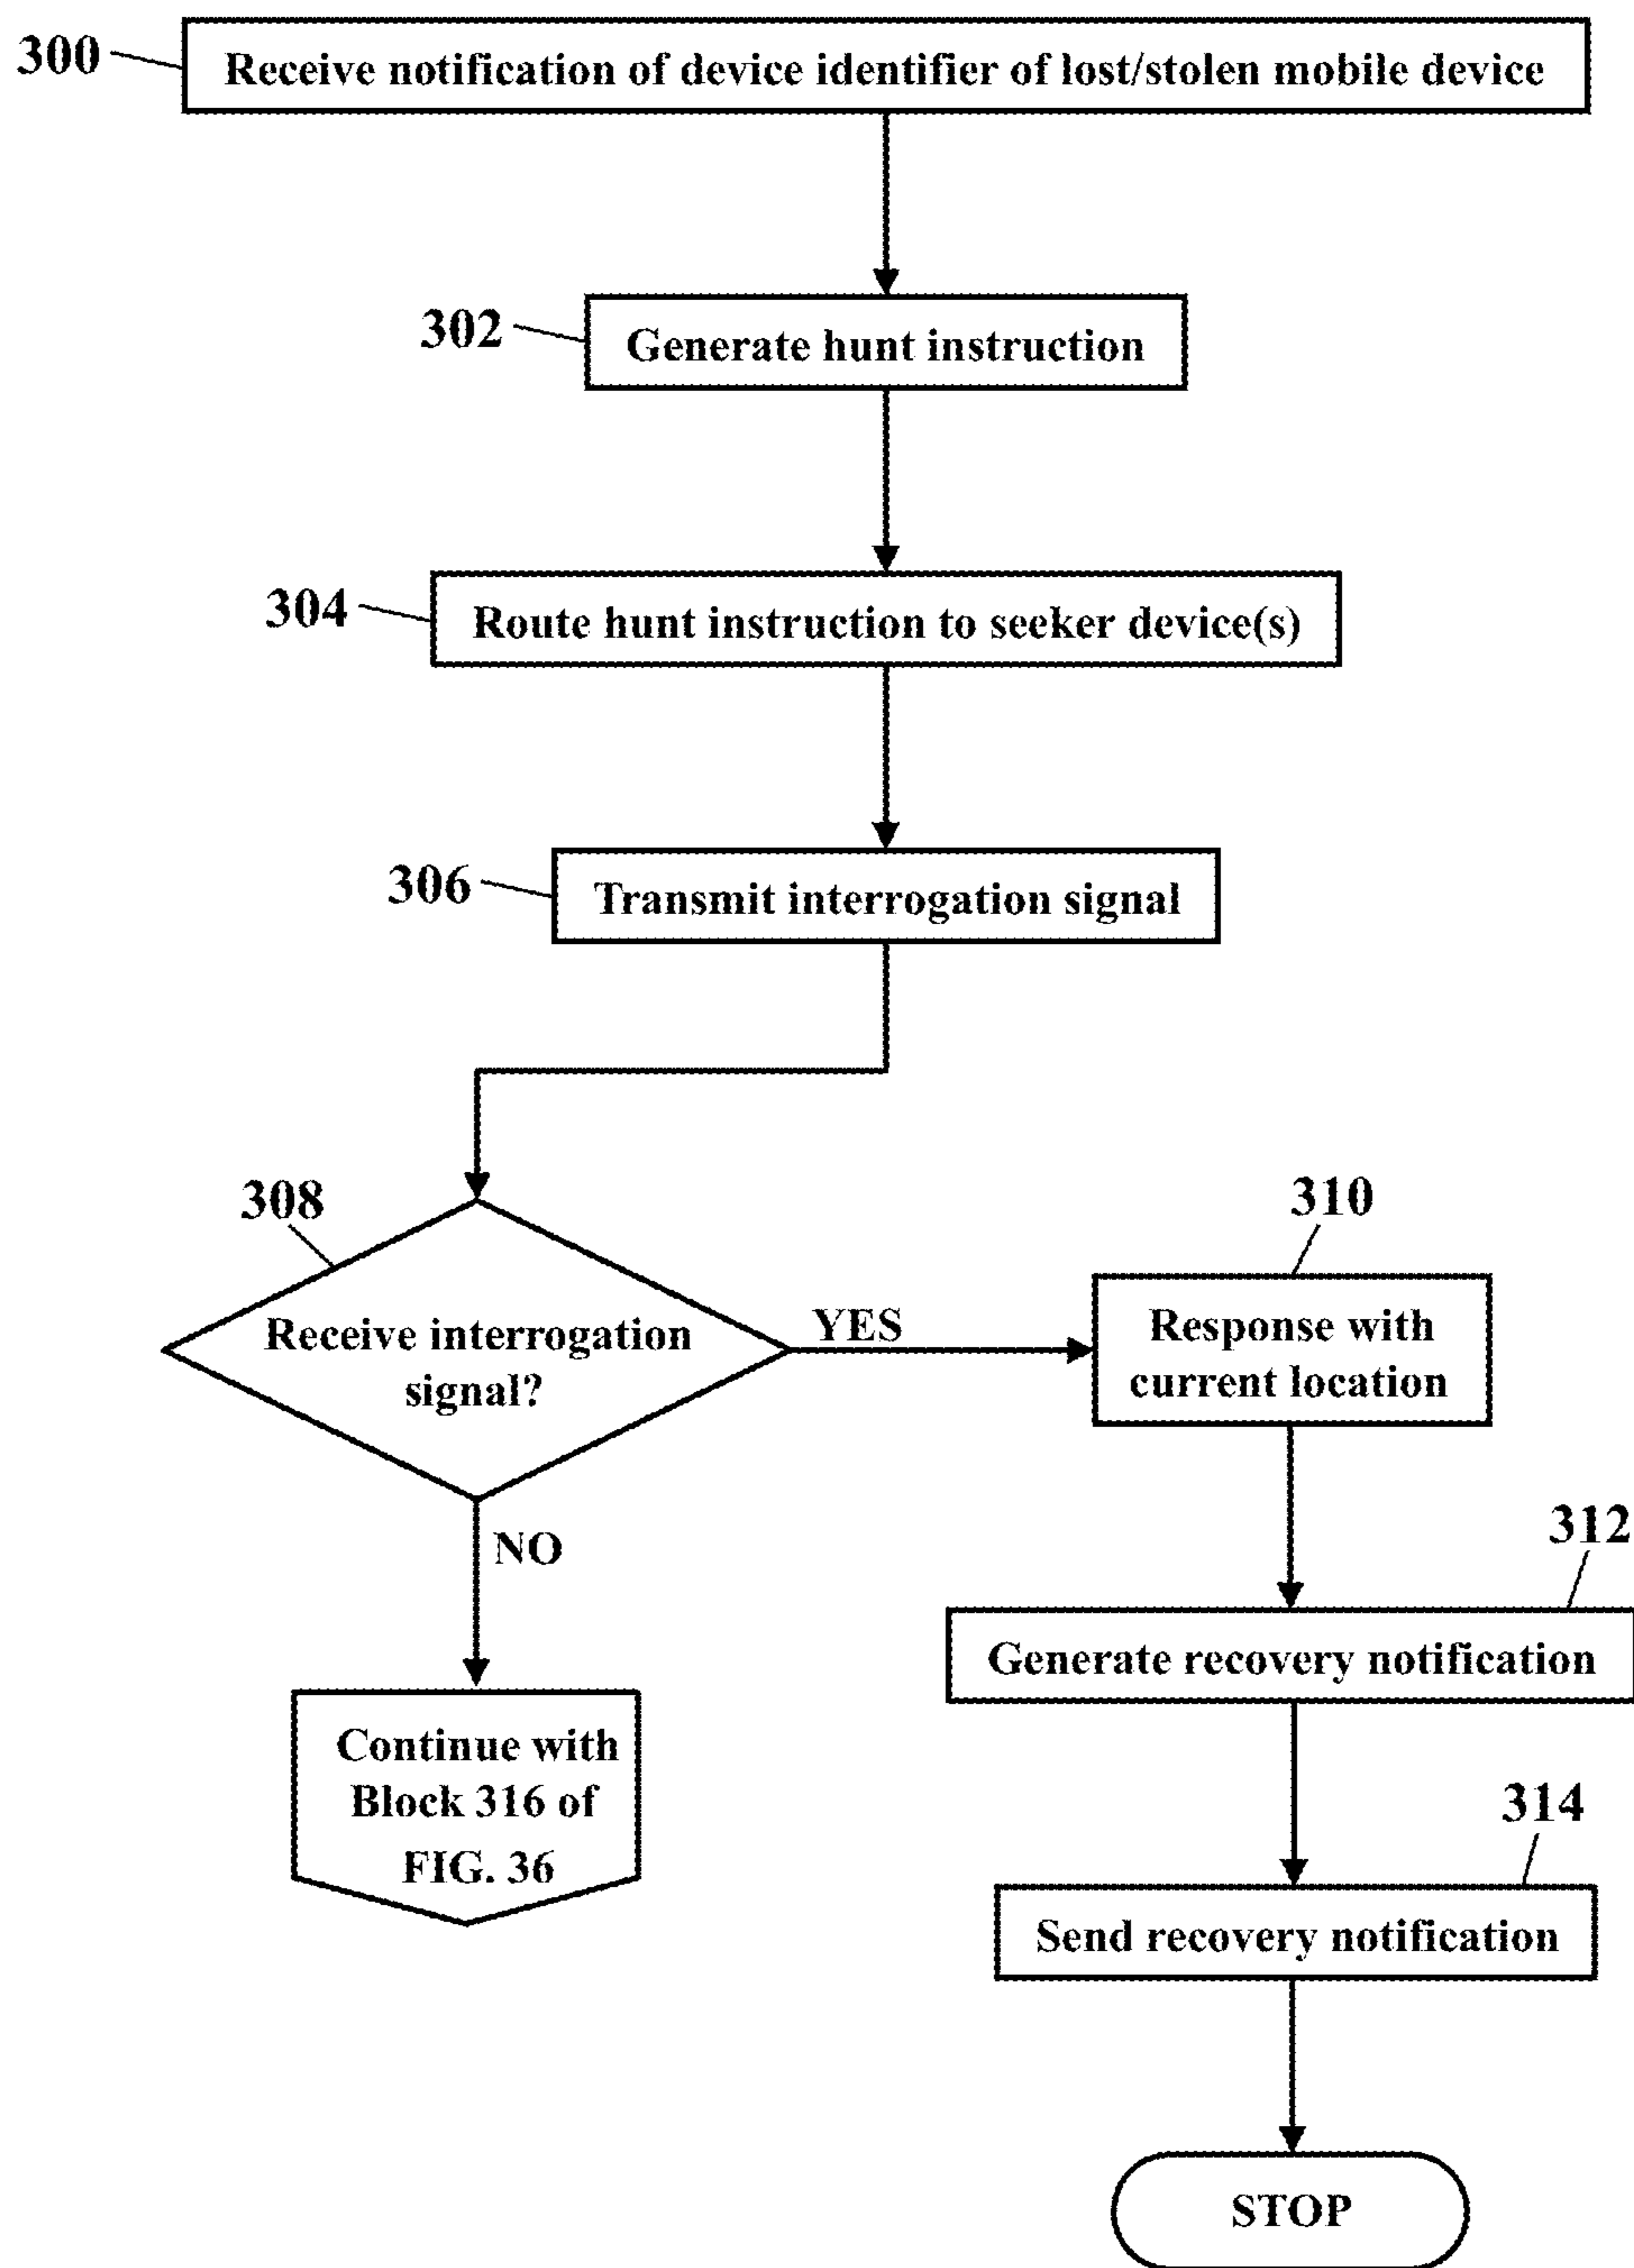 300
Receive notification of device identifier of lost/stolen mobile device
302
Generate hunt instruction
304
Route hunt instruction to seeker device(s)
306
Transmit interrogation signal
308
Receive interrogation
signal?
YES
310
Response with
current location
NO
312
Generate recovery notification
Continue with
Block 316 of
FIG. 36
314
Send recovery notification
STOP